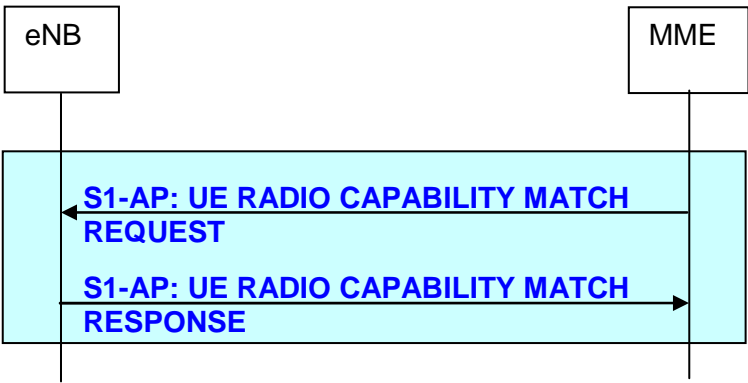 eNB
MME
S1-AP: UE RADIO CAPABILITY MATCH
REQUEST
S1-AP: UE RADIO CAPABILITY MATCH
RESPONSE